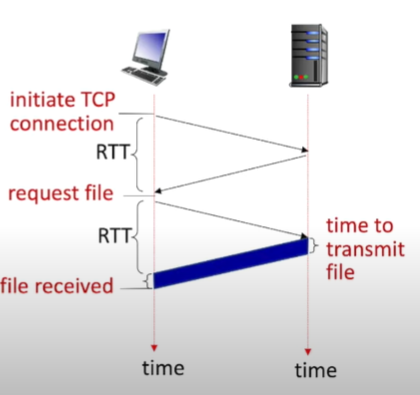 initiate TCP
connection
RTT
request file
RTT
time to
transmit
file
file received
time
time